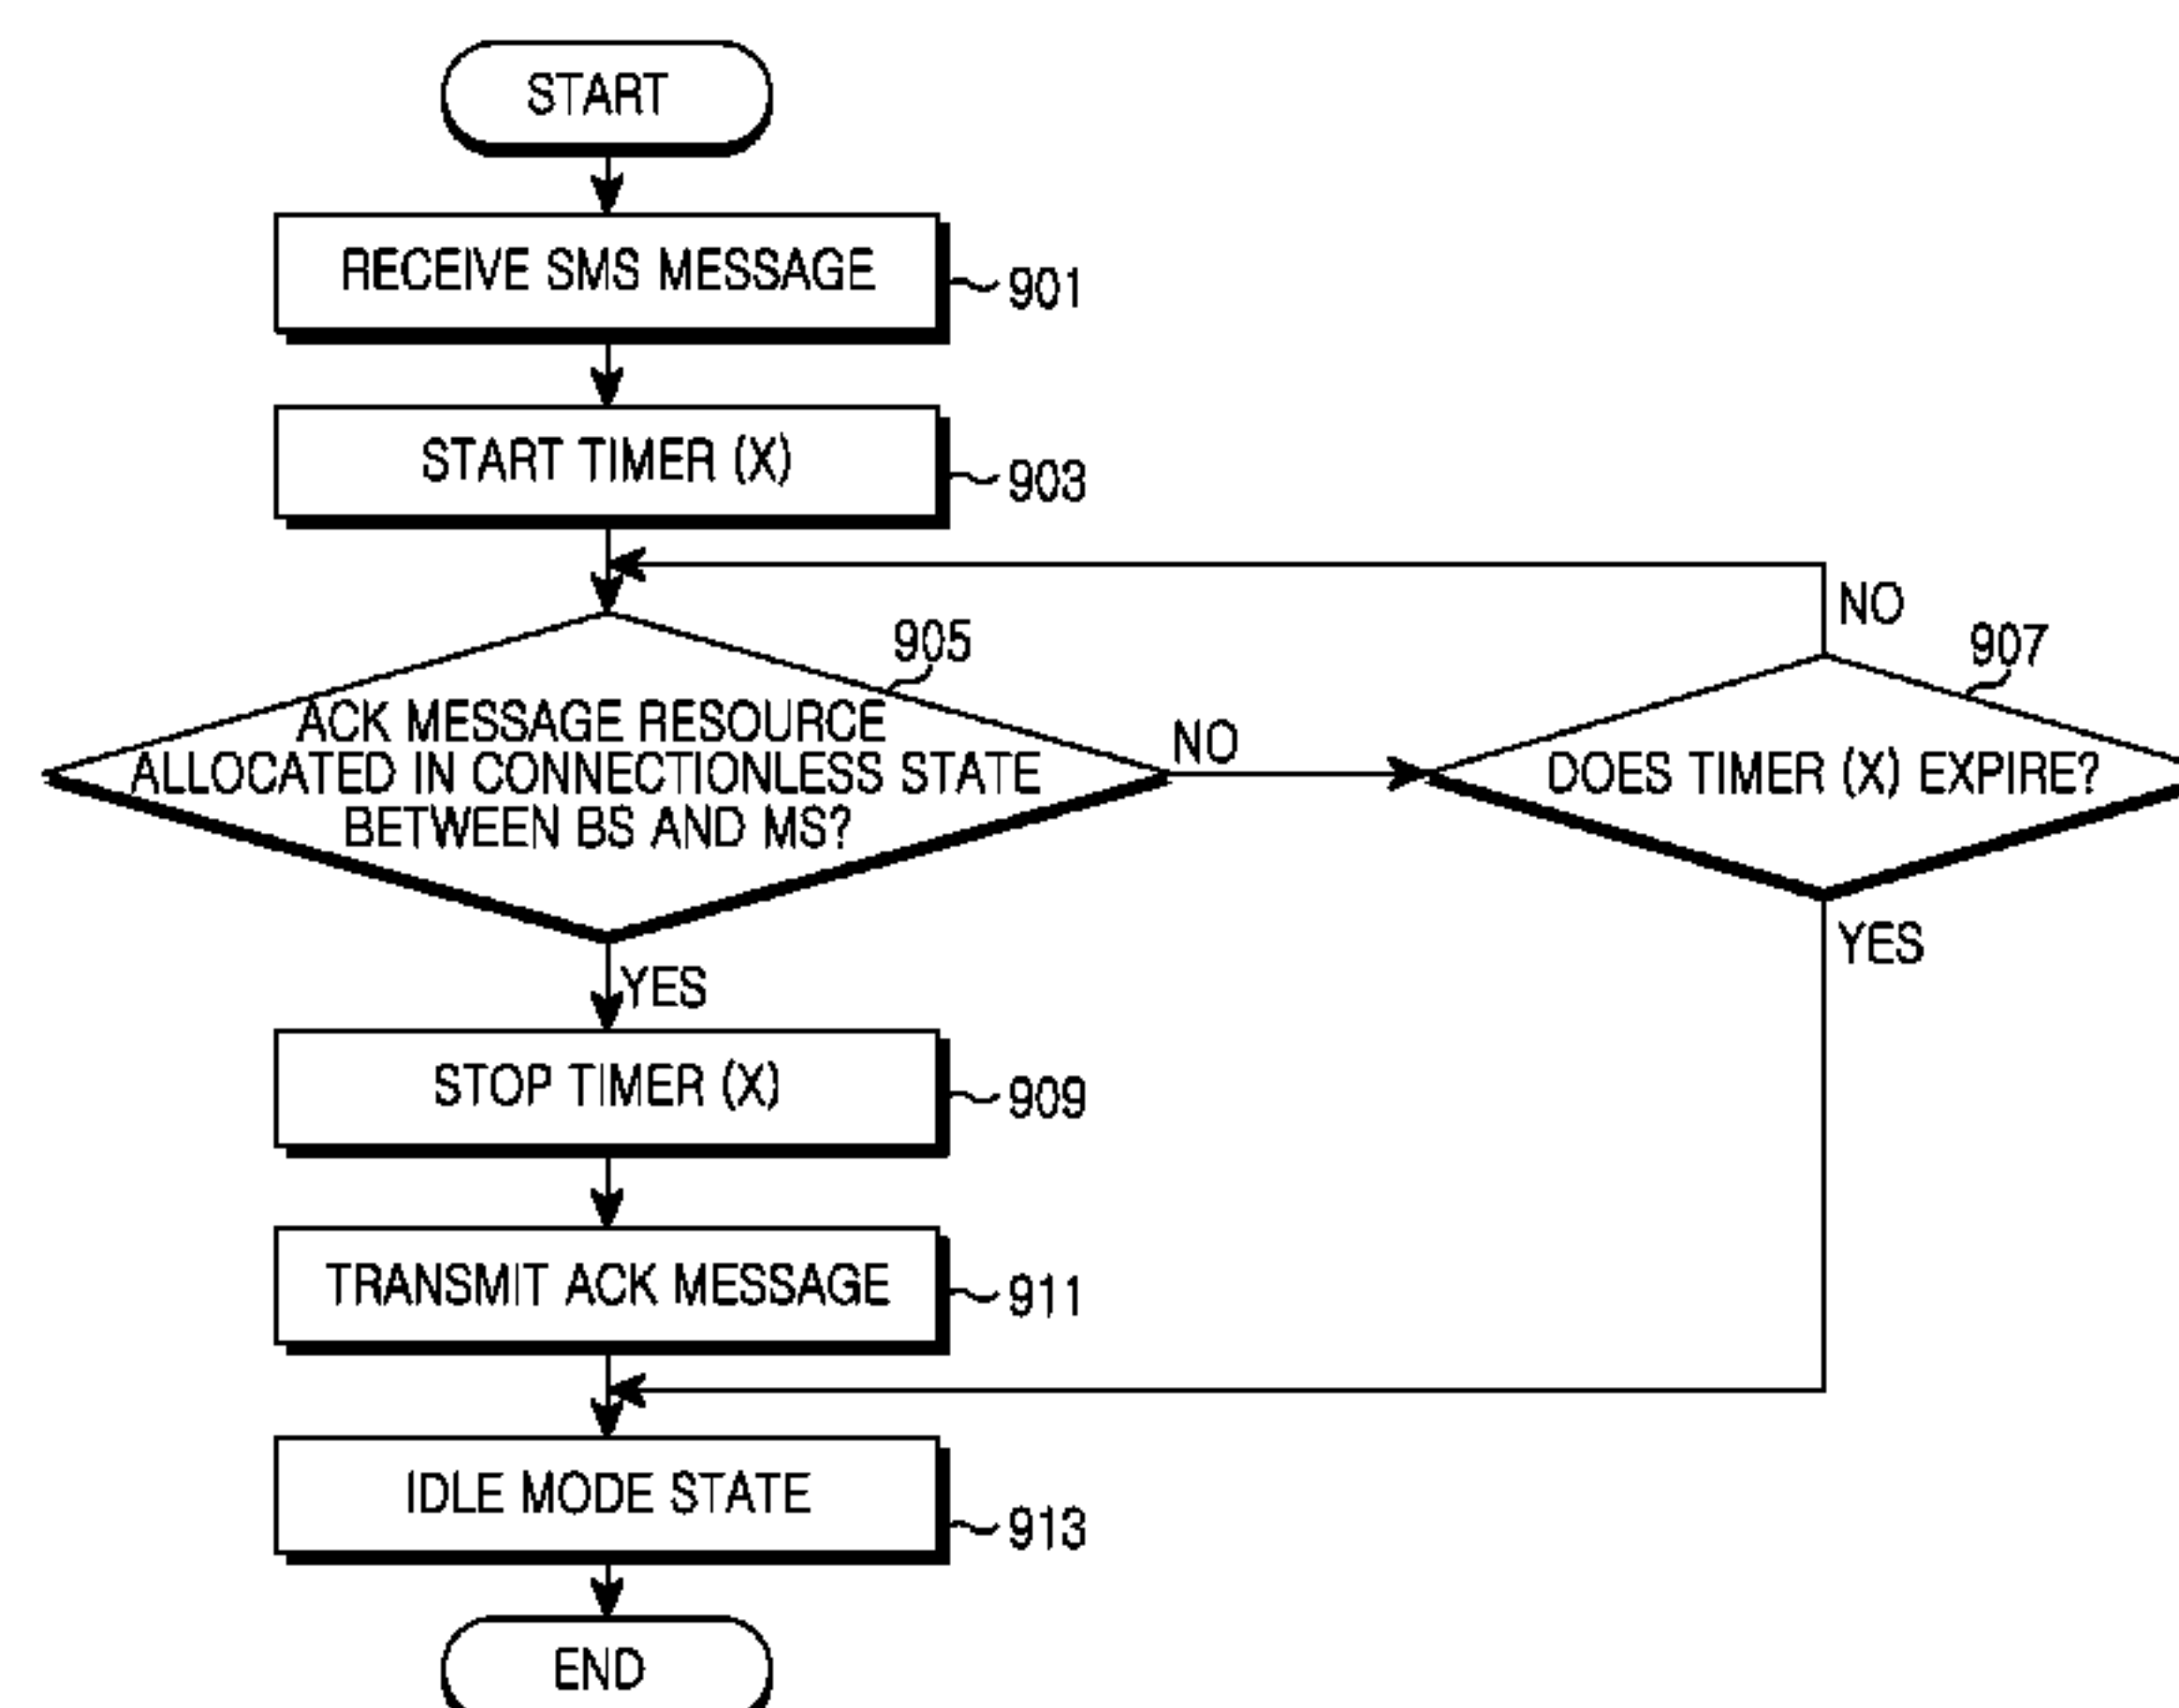 START
RECEIVE SMS MESSAGE
901
START TIMER (X)
903
NO
905
907
ACK MESSAGE RESOURCE
ALLOCATED IN CONNECTIONLESS STATE
BETWEEN BS AND MS?
NO
DOES TIMER (X) EXPIRE?
YES
YES
STOP TIMER (X)
909
TRANSMIT ACK MESSAGE
911
IDLE MODE STATE
913
END